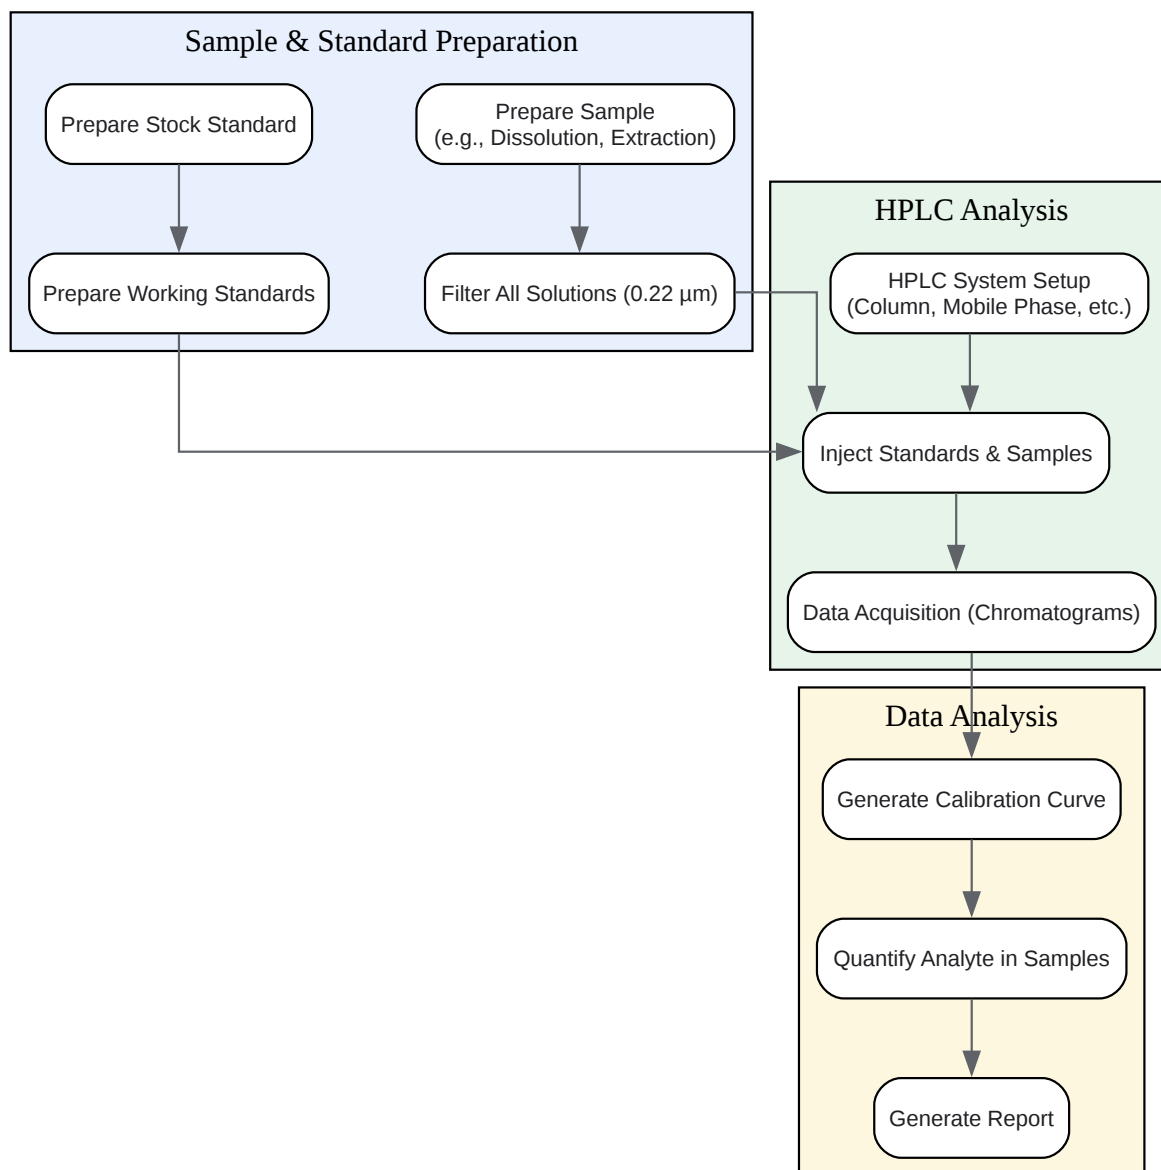 Sample & Standard Preparation
Prepare Stock Standard
Prepare Sample
(e.g., Dissolution, Extraction)
Prepare Working Standards
Filter All Solutions (0.22 µm)
HPLC Analysis
HPLC System Setup
(Column, Mobile Phase, etc.)
Inject Standards & Samples
Data Acquisition (Chromatograms)
Data Analysis
Generate Calibration Curve
Quantify Analyte in Samples
Generate Report